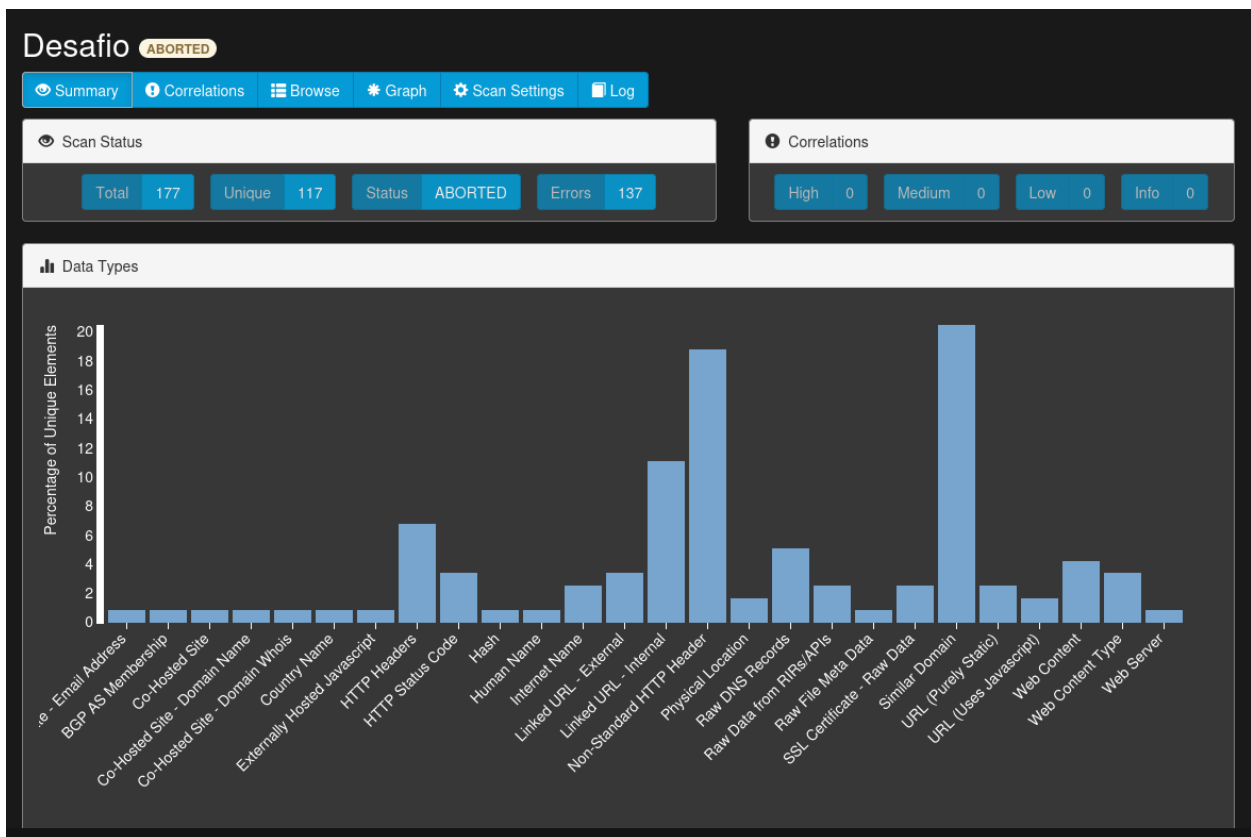 Desafio ABORTED
Summary Correlations Browse Graph Scan Settings Log
Scan Status
Total 177 Unique 117 Status ABORTED Errors 137
Correlations
High 0 Medium 0 Low 0 Info 0
Data Types
Percentage of Unique Elements
20
18
16
14
12
10
8
6
4
2
0
.e - Email Address
BGP AS Membership
Co-Hosted Site
Co-Hosted Site - Domain Name
Co-Hosted Site - Domain Whois
Country Name
Externally Hosted Javascript
HTTP Headers
HTTP Status Code
Hash
Human Name
Internet Name
Linked URL - External
Linked URL - Internal
Non-Standard HTTP Header
Physical Location
Raw DNS Records
Raw Data from RIRs/APIs
Raw File Meta Data
SSL Certificate - Raw Data
Similar Domain
URL (Purely Static)
URL (Uses Javascript)
Web Content
Web Content Type
Web Server